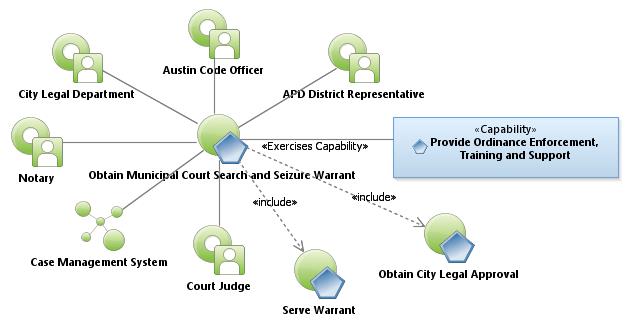 Austin Code Officer
City Legal Department
APD District Representative
«Capability»
Provide Ordinance Enforcement,
Training and Support
«Exercises Capability»
Notary
Obtain Municipal Court Search and Seizure Warrant
«include»
«include»
Case Management System
Court Judge
Obtain City Legal Approval
Serve Warrant